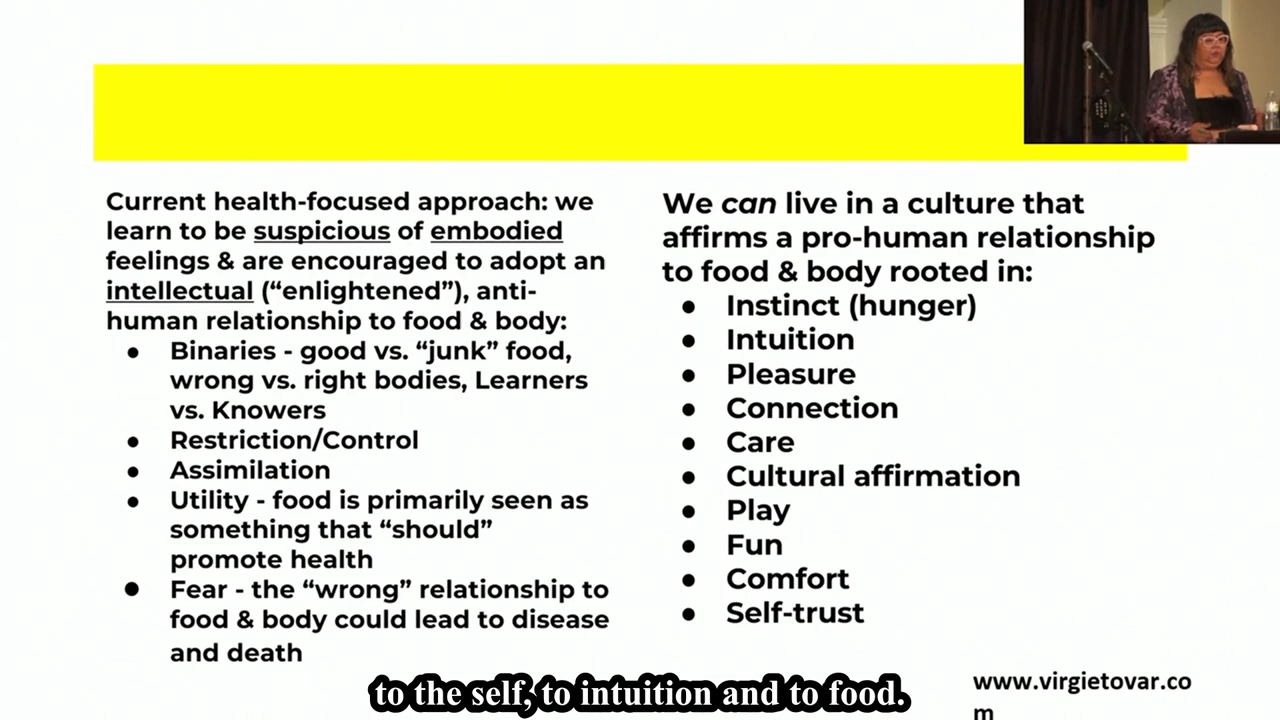 Current health-focused approach: we
learn to be suspicious of embodied
feelings & are encouraged to adopt an
intellectual (“enlightened”), anti-
human relationship to food & body:
● Binaries - good vs. “junk” food,
wrong vs. right bodies, Learners
vs. Knowers
● Restriction/Control
● Assimilation
● Utility - food is primarily seen as
something that “should”
promote health
● Fear - the “wrong” relationship to
food & body could lead to disease
and death
We can live in a culture that
affirms a pro-human relationship
to food & body rooted in:
● Instinct (hunger)
● Intuition
● Pleasure
● Connection
● Care
● Cultural affirmation
● Play
● Fun
● Comfort
● Self-trust
www.virgietovar.co
m
to the self, to intuition and to food.